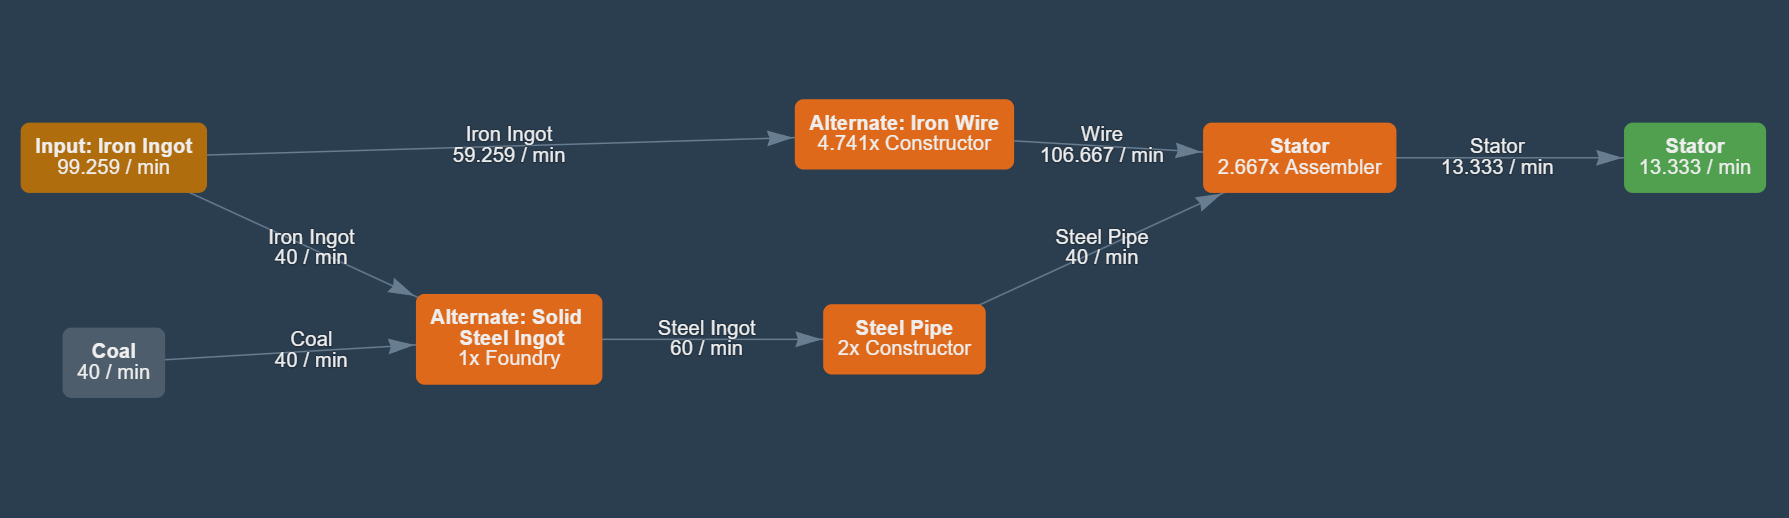 Input: Iron Ingot
99.259 / min
Iron Ingot
59.259 / min
Alternate: Iron Wire
4.741x Constructor
Wire
106.667 / min
Stator
2.667x Assembler
Stator
13.333 / min
Stator
13.333 / min
Iron Ingot
40 / min
Steel Pipe
40 / min
Coal
40 / min
Coal
40 / min
Alternate: Solid
Steel Ingot
1x Foundry
Steel Ingot
60 / min
Steel Pipe
2x Constructor